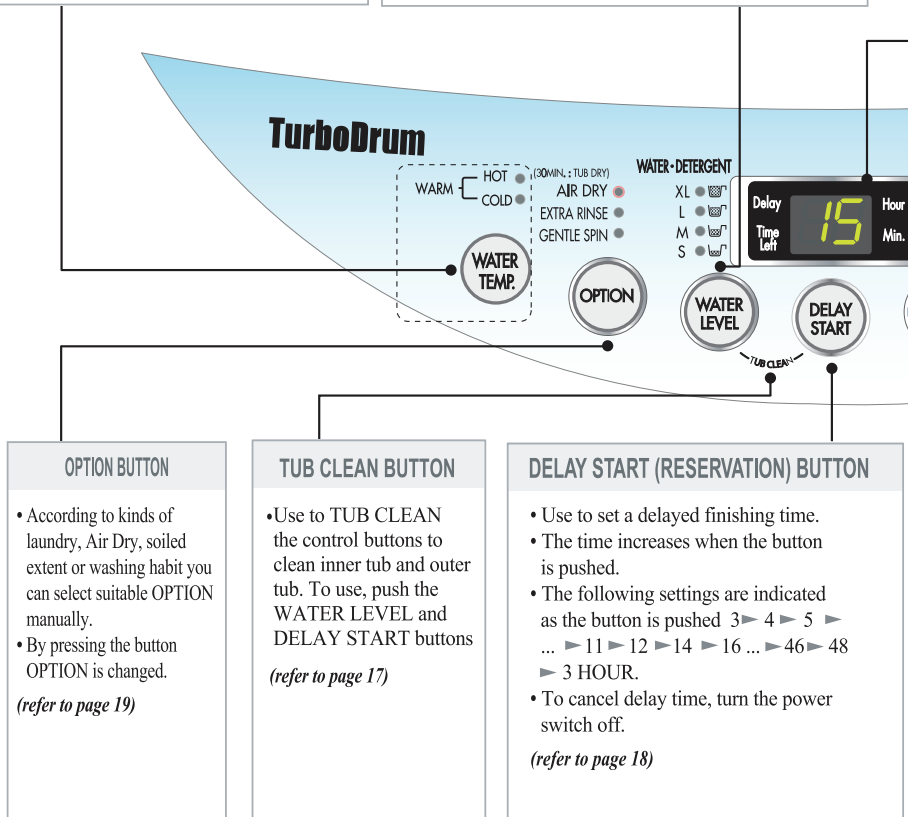 TurboDrum
WARM
HOT
COLD
WATER
TEMP.
(30MIN. : TUB DRY)
AIR DRY
EXTRA RINSE
GENTLE SPIN
OPTION
WATER • DETERGENT
XL
L
M
S
WATER
LEVEL
Delay
Time
Left
15
Hour
Min.
DELAY
START
TUB CLEAN
OPTION BUTTON
• According to kinds of
laundry, Air Dry, soiled
extent or washing habit you
can select suitable OPTION
manually.
• By pressing the button
OPTION is changed.
(refer to page 19)
TUB CLEAN BUTTON
•Use to TUB CLEAN
the control buttons to
clean inner tub and outer
tub. To use, push the
WATER LEVEL and
DELAY START buttons
(refer to page 17)
DELAY START (RESERVATION) BUTTON
• Use to set a delayed finishing time.
• The time increases when the button
is pushed.
• The following settings are indicated
as the button is pushed 3 ► 4 ► 5 ►
... ► 11 ► 12 ►14 ► 16 ... ► 46 ► 48
► 3 HOUR.
• To cancel delay time, turn the power
switch off.
(refer to page 18)